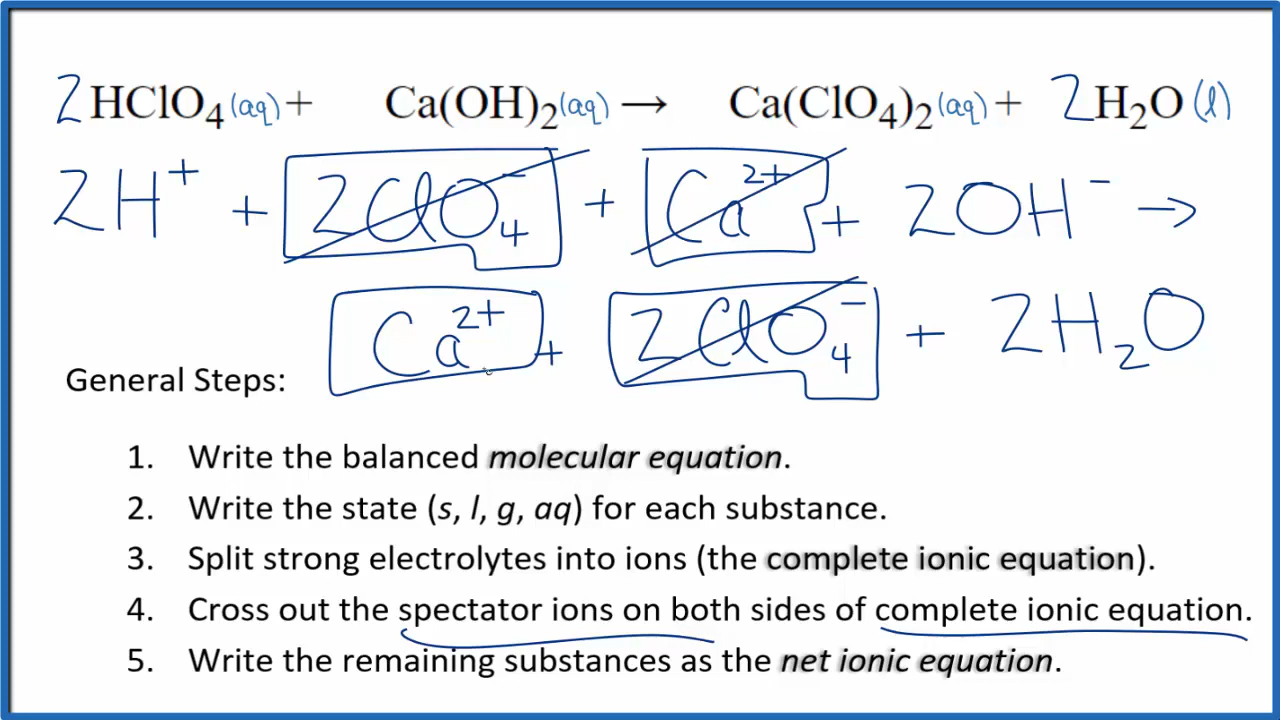 2HClO₄(aq) + Ca(OH)₂(aq) → Ca(ClO₄)₂(aq) + 2H₂O(l)
2H⁺ + 2ClO₄⁻ + Ca²⁺ + 2OH⁻ →
Ca²⁺ + 2ClO₄⁻ + 2H₂O
General Steps:
1. Write the balanced molecular equation.
2. Write the state (s, l, g, aq) for each substance.
3. Split strong electrolytes into ions (the complete ionic equation).
4. Cross out the spectator ions on both sides of complete ionic equation.
5. Write the remaining substances as the net ionic equation.